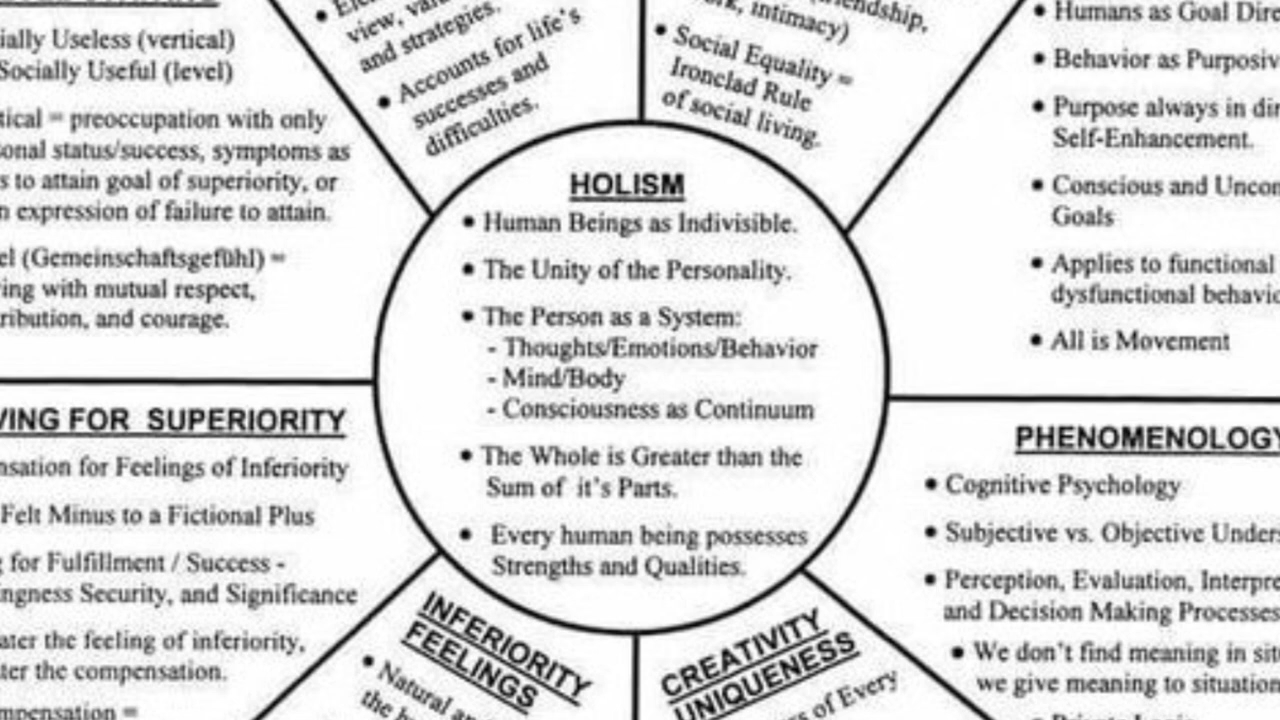 ially Useless (vertical)
Socially Useful (level)
tical = preoccupation with only
onal status/success, symptoms as
s to attain goal of superiority, or
n expression of failure to attain.
el (Gemeinschaftsgefühl) =
ing with mutual respect,
ribution, and courage.
view,
and strategies.
• Accounts for life's
successes and
difficulties.
endship,
rk, intimacy)
• Social Equality =
Ironclad Rule
of social living.
• Humans as Goal Dire
• Behavior as Purposiv
• Purpose always in dir
Self-Enhancement.
• Conscious and Uncon
Goals
• Applies to functional
dysfunctional behavio
• All is Movement
HOLISM
• Human Beings as Indivisible.
• The Unity of the Personality.
• The Person as a System:
- Thoughts/Emotions/Behavior
- Mind/Body
- Consciousness as Continuum
• The Whole is Greater than the
Sum of it's Parts.
• Every human being possesses
Strengths and Qualities.
VING FOR SUPERIORITY
nsation for Feelings of Inferiority
Felt Minus to a Fictional Plus
g for Fulfillment / Success -
ingness Security, and Significance
ater the feeling of inferiority,
ter the compensation.
mpensation =
INFERIORITY
FEELINGS
• Natural an
the h
CREATIVITY
UNIQUENESS
of Every
PHENOMENOLOGY
• Cognitive Psychology
• Subjective vs. Objective Unders
• Perception, Evaluation, Interpre
and Decision Making Processes
• We don't find meaning in sit
we give meaning to situation